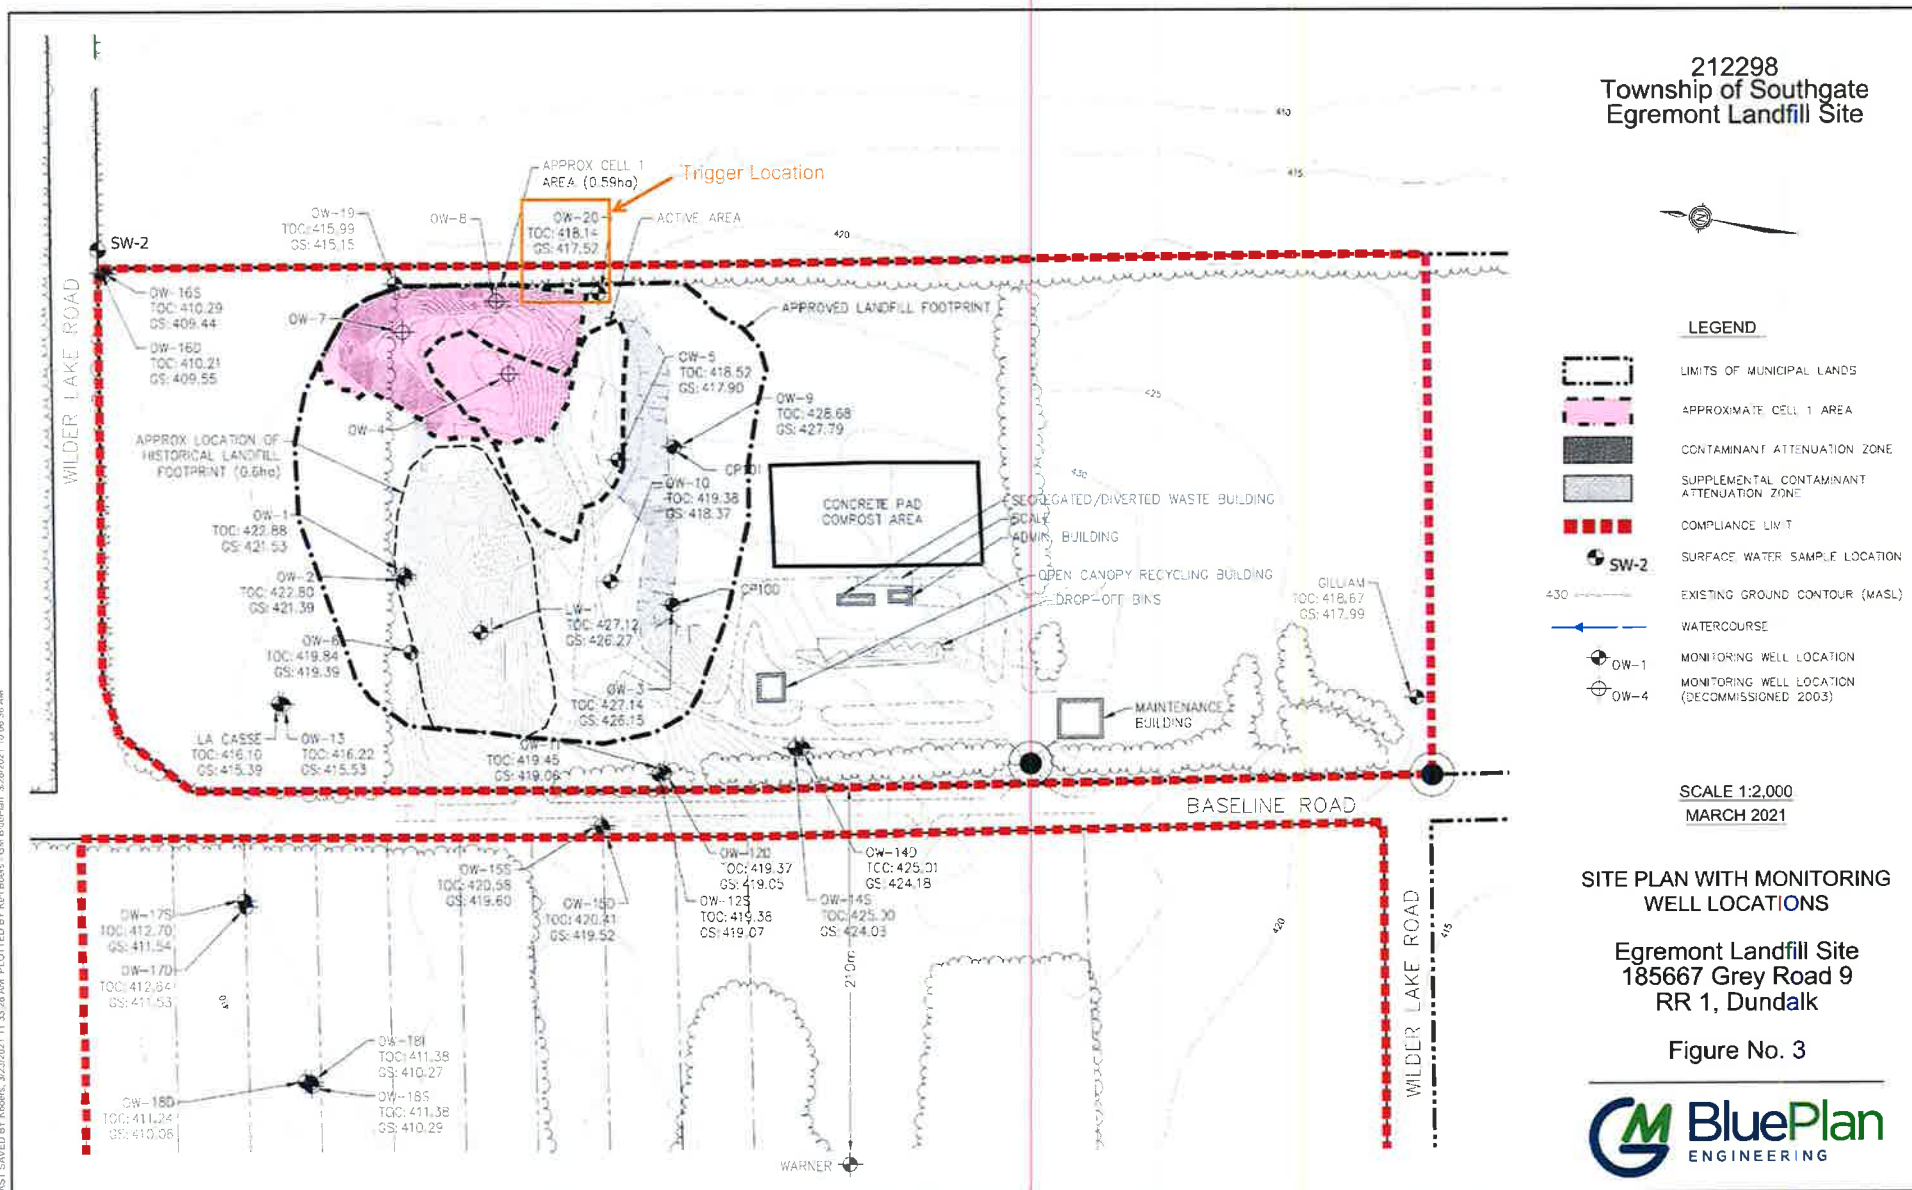 212298
Township of Southgate
Egremont Landfill Site
410
415
APPROX CELL 1
AREA (0.59ha)
Trigger Location
OW-19
TOC: 415.99
GS: 415.15
OW-8
OW-20
TOC: 418.14
GS: 417.52
ACTIVE AREA
420
SW-2
WILDER LAKE ROAD
OW-16S
TOC: 410.29
GS: 409.44
OW-7
APPROVED LANDFILL FOOTPRINT
OW-16D
TOC: 410.21
GS: 409.55
OW-5
TOC: 418.52
GS: 417.90
OW-9
TOC: 428.68
GS: 427.79
425
OW-4
APPROX LOCATION OF
HISTORICAL LANDFILL
FOOTPRINT (0.6ha)
CP101
430
OW-10
TOC: 419.38
GS: 418.37
CONCRETE PAD
COMPOST AREA
SEGREGATED/DIVERTED WASTE BUILDING
SCALE
ADMIN. BUILDING
OW-1
TOC: 422.88
GS: 421.53
OPEN CANOPY RECYCLING BUILDING
DROP-OFF BINS
OW-2
TOC: 422.80
GS: 421.39
CP100
GILLIAM
TOC: 418.67
GS: 417.99
LW-1
TOC: 427.12
GS: 426.27
OW-6
TOC: 419.84
GS: 419.39
OW-3
TOC: 427.14
GS: 426.15
MAINTENANCE
BUILDING
LA CASSE
TOC: 416.10
GS: 415.39
OW-13
TOC: 416.22
GS: 415.53
OW-11
TOC: 419.45
GS: 419.06
BASELINE ROAD
OW-15S
TOC: 420.58
GS: 419.60
OW-15D
TOC: 420.41
GS: 419.52
OW-12D
TOC: 419.37
GS: 419.05
OW-12S
TOC: 419.38
GS: 419.07
OW-14D
TOC: 425.01
GS: 424.18
OW-14S
TOC: 425.00
GS: 424.03
OW-17S
TOC: 412.70
GS: 411.54
OW-17D
TOC: 412.64
GS: 411.53
410
210m
420
415
WILDER LAKE ROAD
OW-18I
TOC: 411.38
GS: 410.27
OW-18D
TOC: 411.24
GS: 410.06
OW-18S
TOC: 411.38
GS: 410.29
WARNER
LEGEND
LIMITS OF MUNICIPAL LANDS
APPROXIMATE CELL 1 AREA
CONTAMINANT ATTENUATION ZONE
SUPPLEMENTAL CONTAMINANT
ATTENUATION ZONE
COMPLIANCE LIMIT
SW-2 SURFACE WATER SAMPLE LOCATION
430 EXISTING GROUND CONTOUR (MASL)
WATERCOURSE
OW-1 MONITORING WELL LOCATION
OW-4 MONITORING WELL LOCATION
(DECOMMISSIONED 2003)
SCALE 1:2,000
MARCH 2021
SITE PLAN WITH MONITORING
WELL LOCATIONS
Egremont Landfill Site
185667 Grey Road 9
RR 1, Dundalk
Figure No. 3
GM BluePlan
ENGINEERING